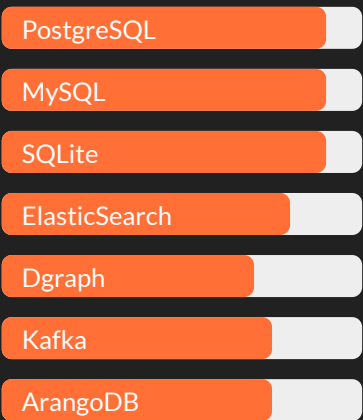 PostgreSQL
MySQL
SQLite
ElasticSearch
Dgraph
Kafka
ArangoDB